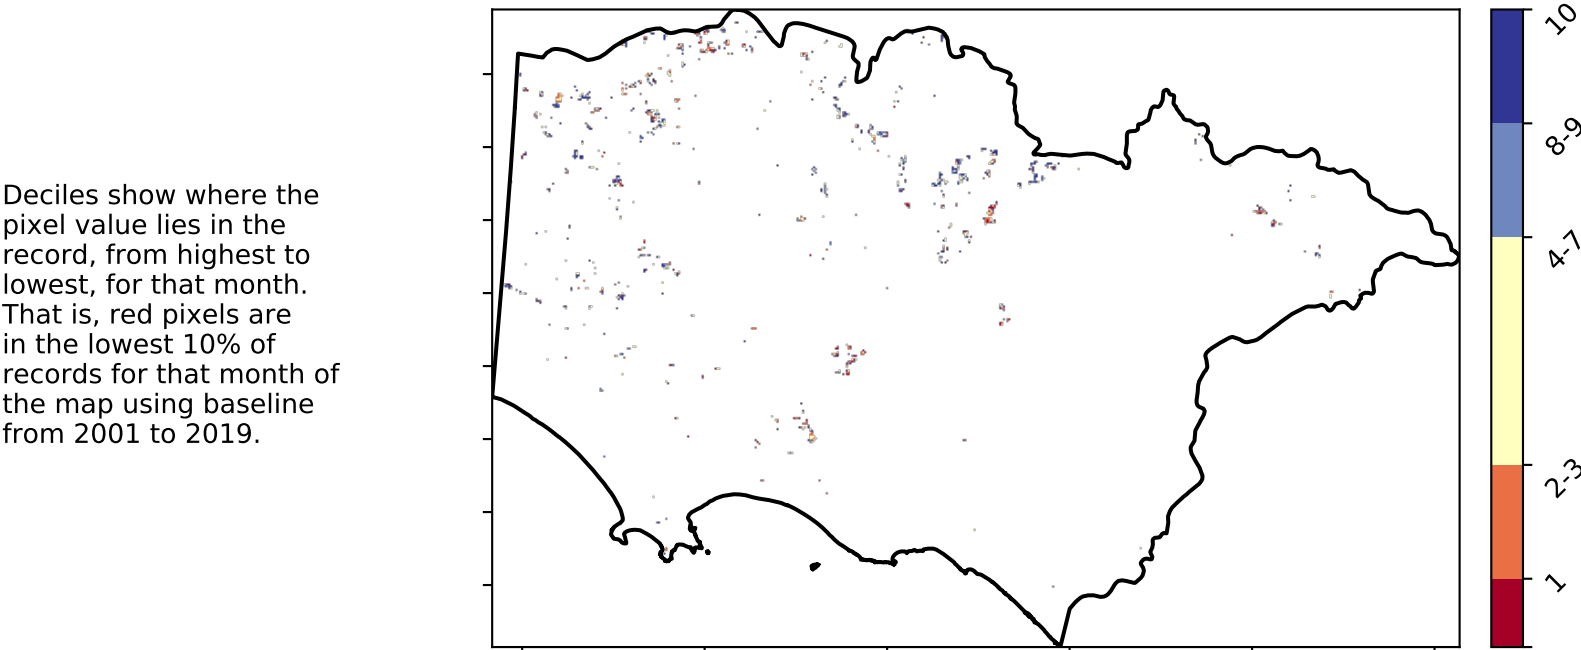 Deciles show where the
pixel value lies in the
record, from highest to
lowest, for that month.
That is, red pixels are
in the lowest 10% of
records for that month of
the map using baseline
from 2001 to 2019.
10
8-9
4-7
2-3
1